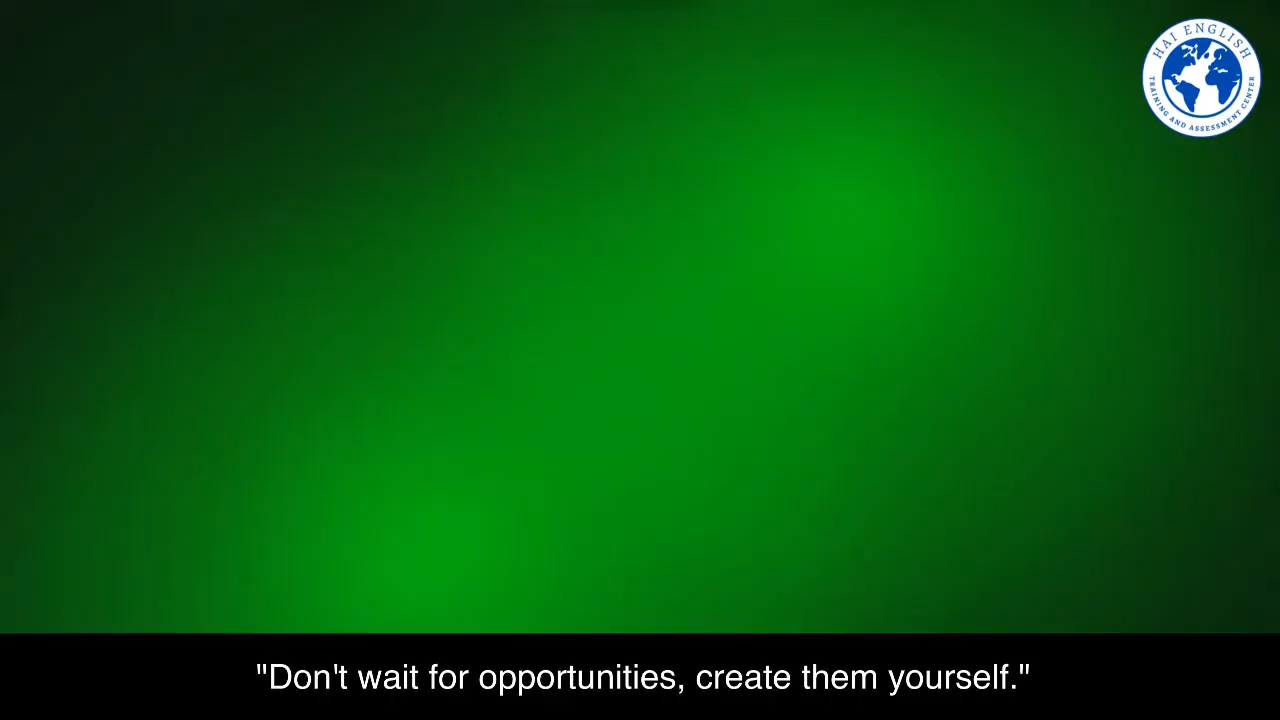 HAI ENGLISH
TRAINING AND ASSESSMENT CENTER
"Don't wait for opportunities, create them yourself."